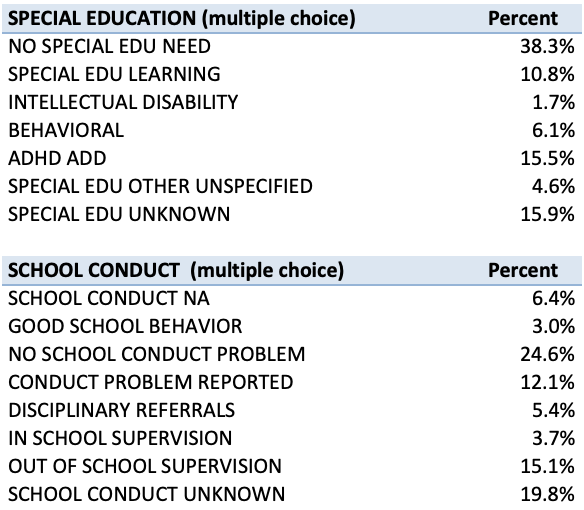 SPECIAL EDUCATION (multiple choice) Percent
NO SPECIAL EDU NEED 38.3%
SPECIAL EDU LEARNING 10.8%
INTELLECTUAL DISABILITY 1.7%
BEHAVIORAL 6.1%
ADHD ADD 15.5%
SPECIAL EDU OTHER UNSPECIFIED 4.6%
SPECIAL EDU UNKNOWN 15.9%
SCHOOL CONDUCT (multiple choice) Percent
SCHOOL CONDUCT NA 6.4%
GOOD SCHOOL BEHAVIOR 3.0%
NO SCHOOL CONDUCT PROBLEM 24.6%
CONDUCT PROBLEM REPORTED 12.1%
DISCIPLINARY REFERRALS 5.4%
IN SCHOOL SUPERVISION 3.7%
OUT OF SCHOOL SUPERVISION 15.1%
SCHOOL CONDUCT UNKNOWN 19.8%